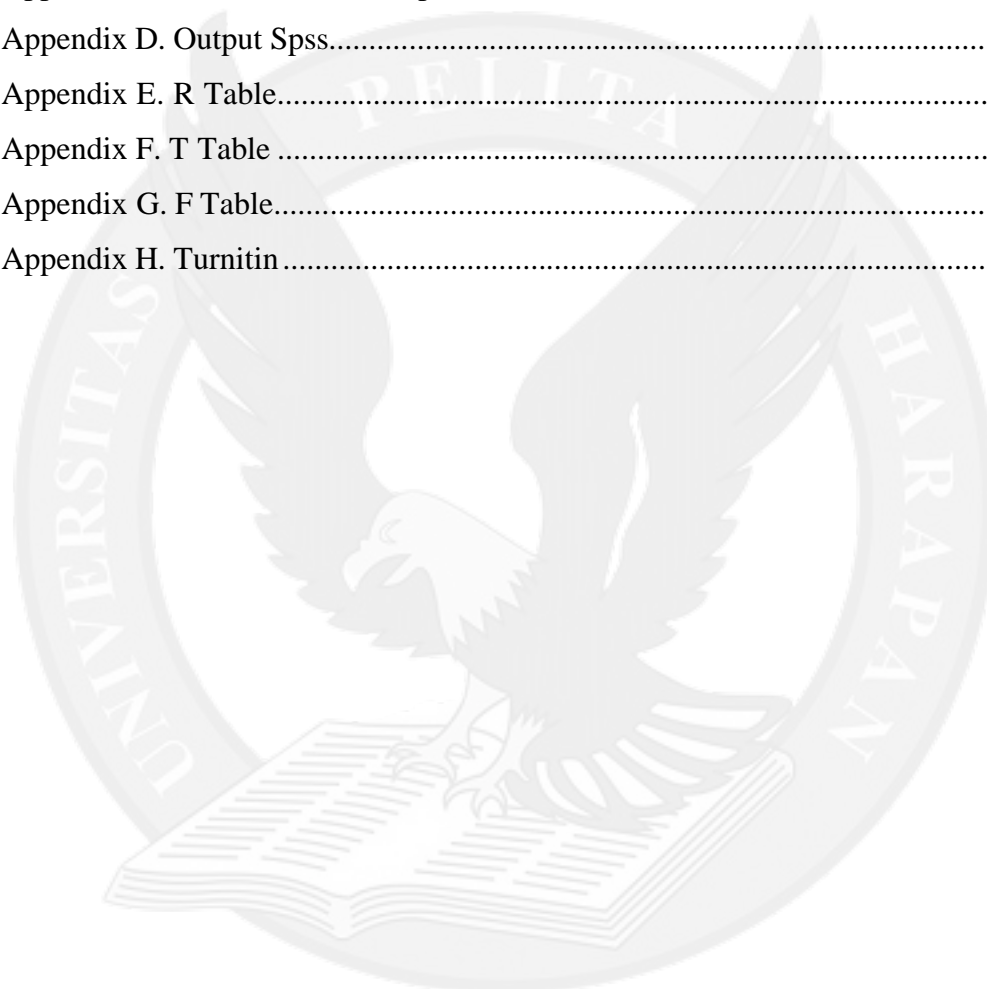 Appendix D. Output Spss
Appendix E. R Table
Appendix F. T Table
Appendix G. F Table
Appendix H. Turnitin
UNIVERSITAS PELITA HARAPAN